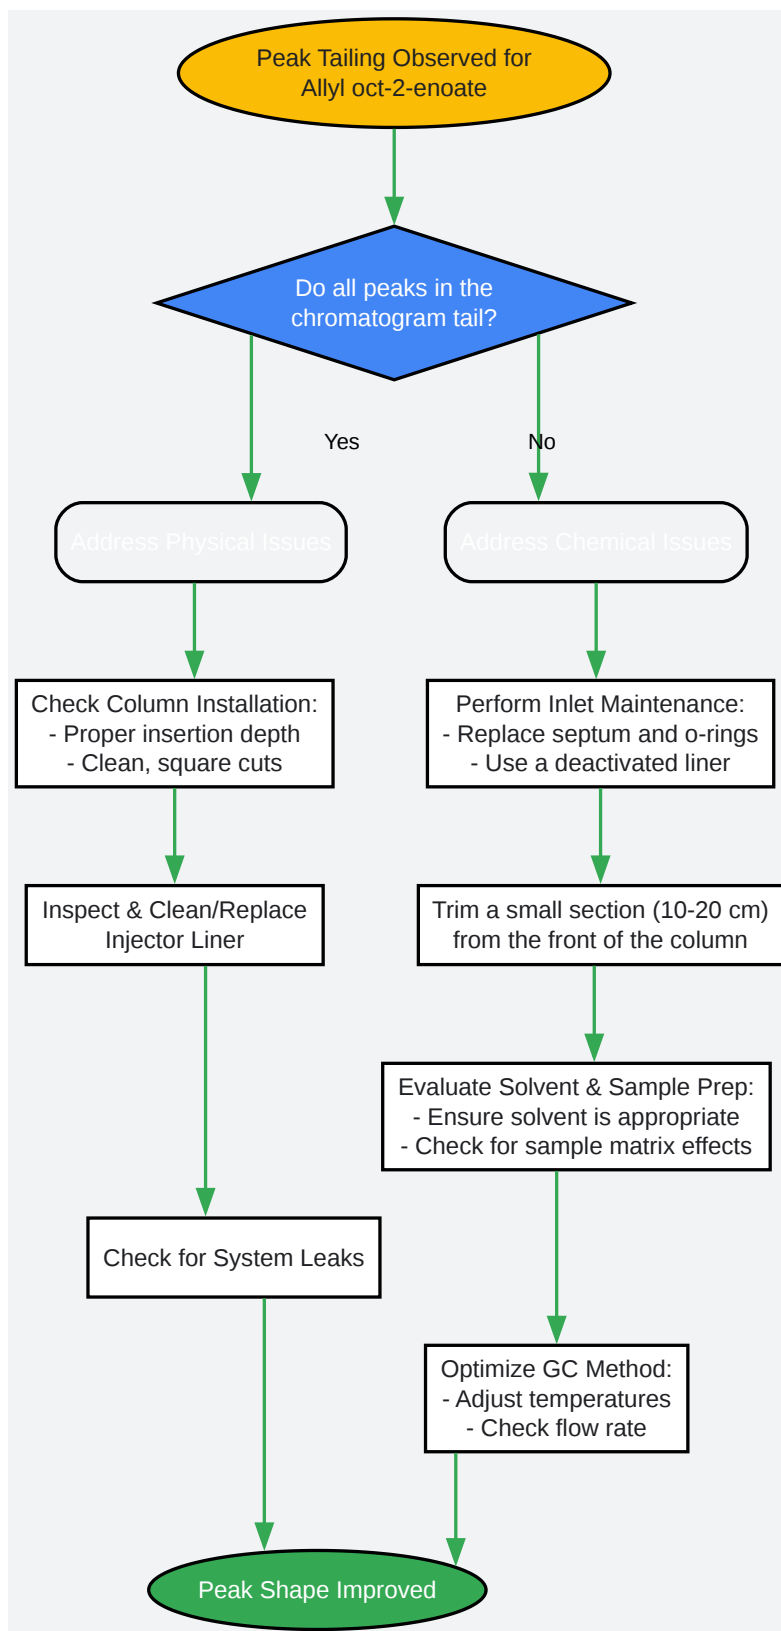 Peak Tailing Observed for
Allyl oct-2-enoate
Do all peaks in the
chromatogram tail?
Yes
No
Address Physical Issues
Address Chemical Issues
Check Column Installation:
- Proper insertion depth
- Clean, square cuts
Perform Inlet Maintenance:
- Replace septum and o-rings
- Use a deactivated liner
Inspect & Clean/Replace
Injector Liner
Trim a small section (10-20 cm)
from the front of the column
Evaluate Solvent & Sample Prep:
- Ensure solvent is appropriate
- Check for sample matrix effects
Check for System Leaks
Optimize GC Method:
- Adjust temperatures
- Check flow rate
Peak Shape Improved